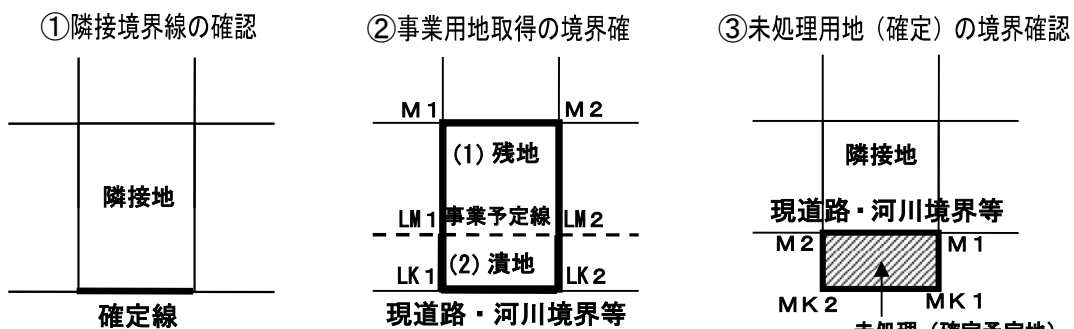 ①隣接境界線の確認
隣接地
確定線
②事業用地取得の境界確
M1
M2
(1)残地
LM1
事業予定線
LM2
(2)潰地
LK1
LK2
現道路・河川境界等
③未処理用地（確定）の境界確認
隣接地
現道路・河川境界等
M2
M1
MK2
MK1
未処理（確定予定地）